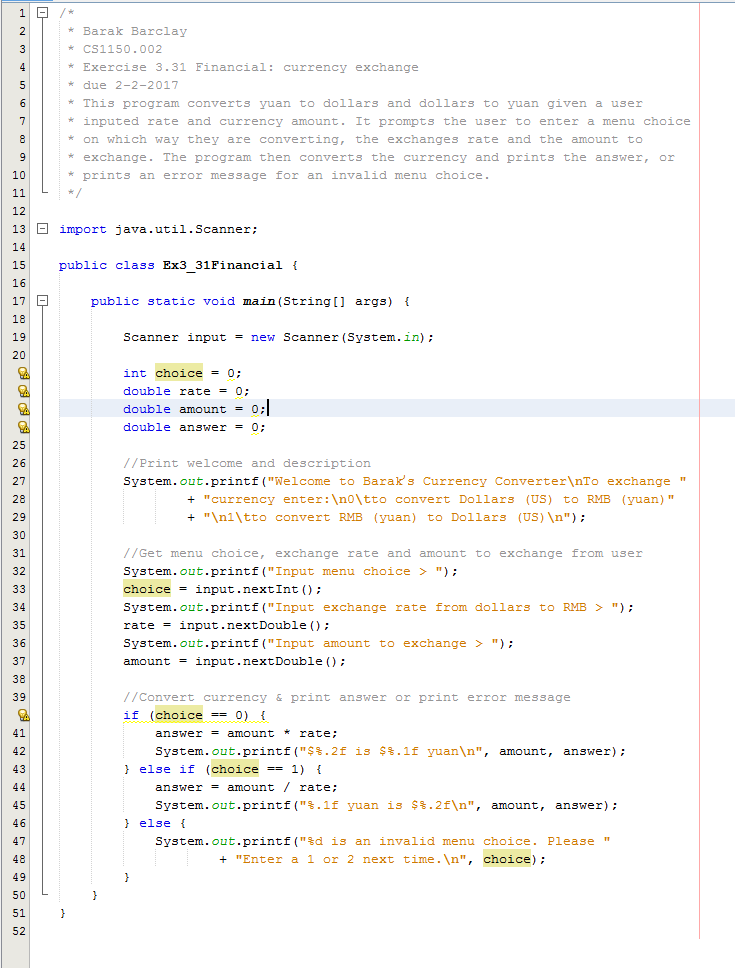 1 /*
2 * Barak Barclay
3 * CS1150.002
4 * Exercise 3.31 Financial: currency exchange
5 * due 2-2-2017
6 * This program converts yuan to dollars and dollars to yuan given a user
7 * inputed rate and currency amount. It prompts the user to enter a menu choice
8 * on which way they are converting, the exchanges rate and the amount to
9 * exchange. The program then converts the currency and prints the answer, or
10 * prints an error message for an invalid menu choice.
11 */
12
13 import java.util.Scanner;
14
15 public class Ex3_31Financial {
16
17 public static void main(String[] args) {
18
19 Scanner input = new Scanner(System.in);
20
int choice = 0;
double rate = 0;
double amount = 0;
double answer = 0;
25
26 //Print welcome and description
27 System.out.printf("Welcome to Barak's Currency Converter\nTo exchange "
28 + "currency enter:\n0\tto convert Dollars (US) to RMB (yuan)"
29 + "\n1\tto convert RMB (yuan) to Dollars (US)\n");
30
31 //Get menu choice, exchange rate and amount to exchange from user
32 System.out.printf("Input menu choice > ");
33 choice = input.nextInt();
34 System.out.printf("Input exchange rate from dollars to RMB > ");
35 rate = input.nextDouble();
36 System.out.printf("Input amount to exchange > ");
37 amount = input.nextDouble();
38
39 //Convert currency & print answer or print error message
if (choice == 0) {
41 answer = amount * rate;
42 System.out.printf("$%.2f is $%.1f yuan\n", amount, answer);
43 } else if (choice == 1) {
44 answer = amount / rate;
45 System.out.printf("%.1f yuan is $%.2f\n", amount, answer);
46 } else {
47 System.out.printf("%d is an invalid menu choice. Please "
48 + "Enter a 1 or 2 next time.\n", choice);
49 }
50 }
51 }
52